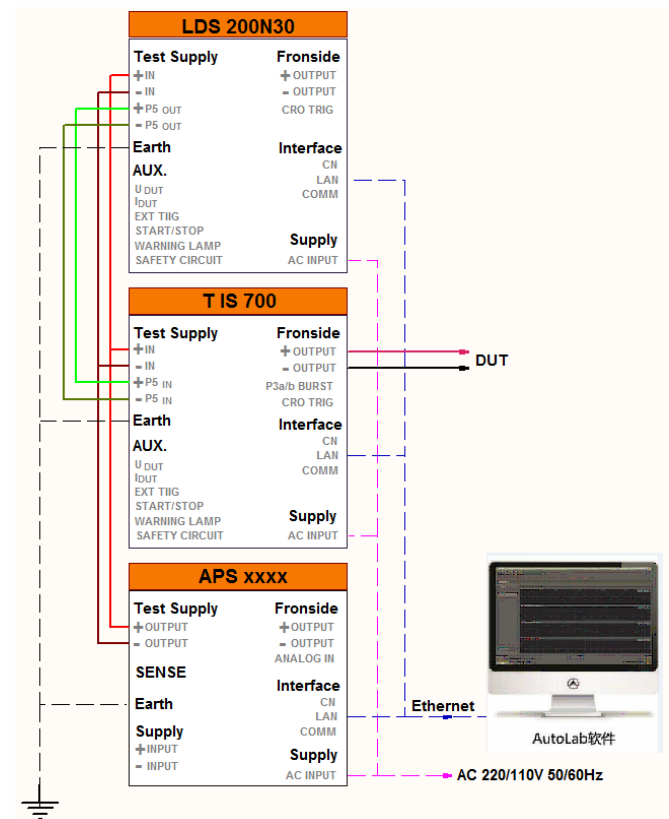 LDS 200N30
Test Supply
Fronside
+IN
+ OUTPUT
- IN
- OUTPUT
+P5 OUT
CRO TRIG
- P5 OUT
Earth
Interface
AUX.
CN
LAN
COMM
U DUT
IDUT
EXT TIIG
START/STOP
WARNING LAMP
SAFETY CIRCUIT
Supply
AC INPUT
T IS 700
Test Supply
Fronside
+IN
+ OUTPUT
- IN
- OUTPUT
+P5 IN
P3a/b BURST
- P5 IN
CRO TRIG
DUT
Earth
Interface
AUX.
CN
LAN
COMM
U DUT
IDUT
EXT TIIG
START/STOP
WARNING LAMP
SAFETY CIRCUIT
Supply
AC INPUT
APS xxxx
Test Supply
Fronside
+OUTPUT
+OUTPUT
- OUTPUT
- OUTPUT
ANALOG IN
SENSE
Interface
Earth
CN
LAN
COMM
Supply
+INPUT
- INPUT
Supply
AC INPUT
Ethernet
AutoLab软件
AC 220/110V 50/60Hz